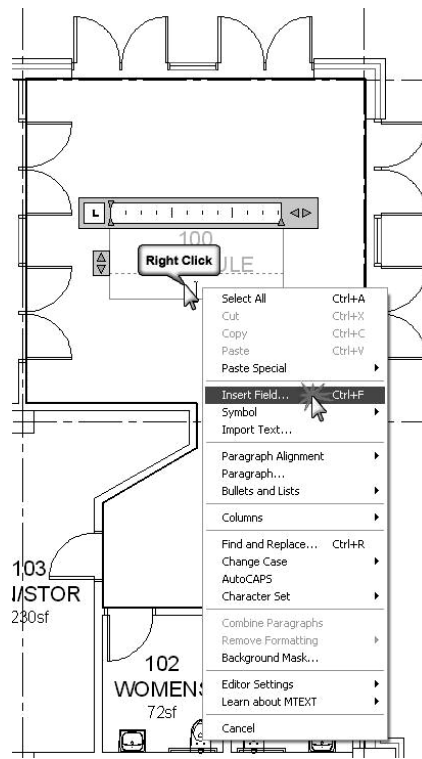 L
100
ULE
Right Click
Select All Ctrl+A
Cut Ctrl+X
Copy Ctrl+C
Paste Ctrl+V
Paste Special
Insert Field... Ctrl+F
Symbol
Import Text...
Paragraph Alignment
Paragraph...
Bullets and Lists
Columns
Find and Replace... Ctrl+R
Change Case
AutoCAPS
Character Set
Combine Paragraphs
Remove Formatting
Background Mask...
Editor Settings
Learn about MTEXT
Cancel
103
N/STOR
230sf
102
WOMENS
72sf